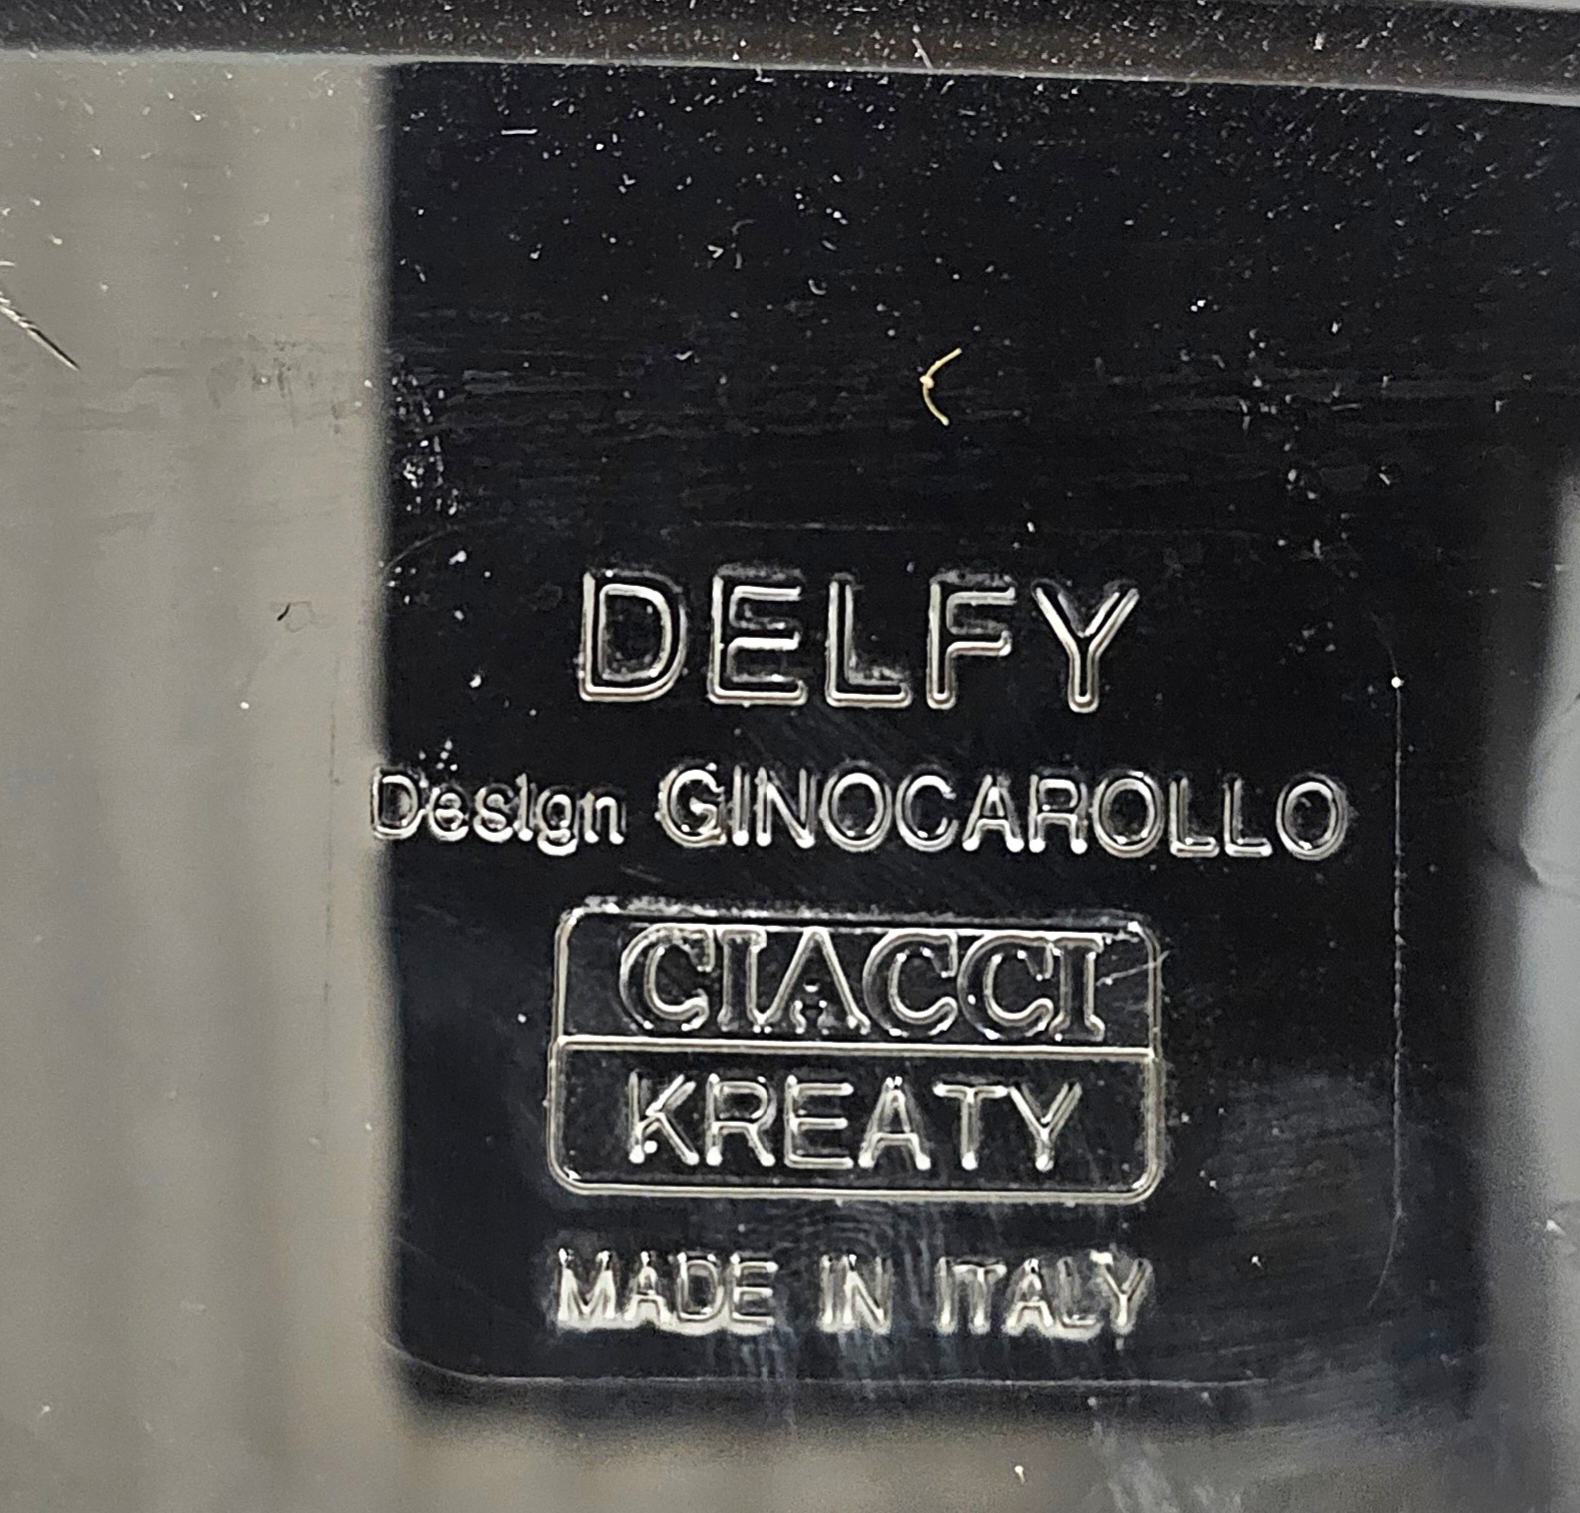 DELFY
Design GINOCAROLLO
CIACCI
KREATY
MADE IN ITALY